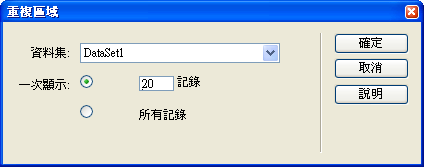 重複區域
資料集: DataSet1
一次顯示: 20 記錄
所有記錄
確定
取消
說明